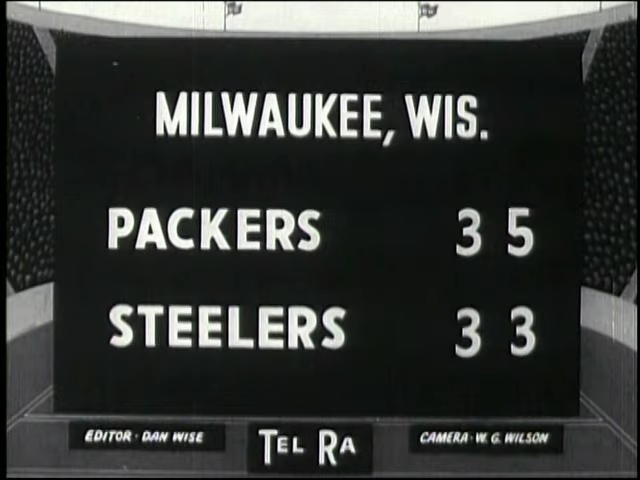 MILWAUKEE, WIS.
PACKERS 35
STEELERS 33
EDITOR · DAN WISE
TEL RA
CAMERA · W. G. WILSON